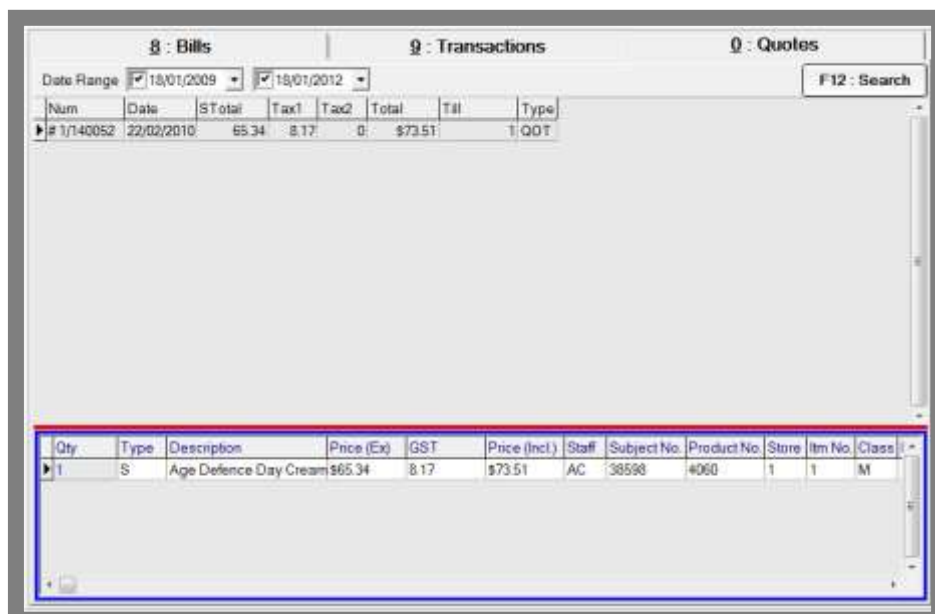 8 : Bills 9 : Transactions 0 : Quotes
Date Range 18/01/2009 18/01/2012 F12 : Search
Num Date STotal Tax1 Tax2 Total Till Type
# 1/140052 22/02/2010 65.34 8.17 0 $73.51 1 QOT
Qty Type Description Price (Ex) GST Price (Incl.) Staff Subject No. Product No. Store Itm No. Class
1 S Age Defence Day Cream $65.34 8.17 $73.51 AC 38598 4060 1 1 M